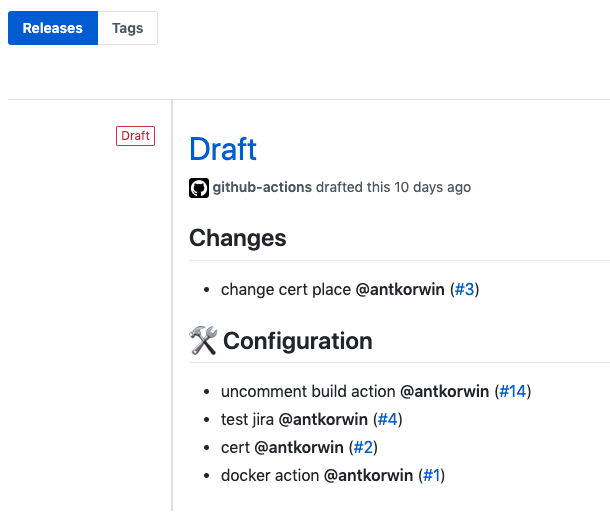 Releases Tags
Draft
Draft
github-actions drafted this 10 days ago
Changes
• change cert place @antkorwin (#3)
🛠 Configuration
• uncomment build action @antkorwin (#14)
• test jira @antkorwin (#4)
• cert @antkorwin (#2)
• docker action @antkorwin (#1)